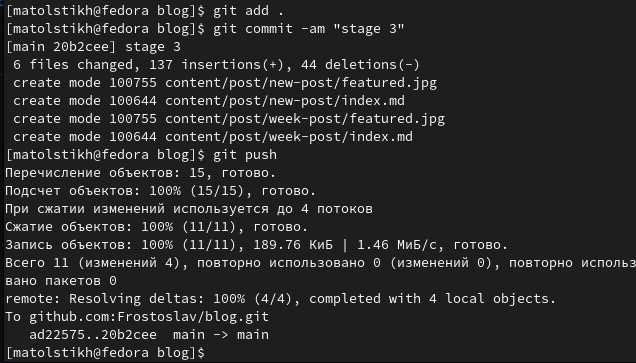 [matolstikh@fedora blog]$ git add .
[matolstikh@fedora blog]$ git commit -am "stage 3"
[main 20b2cee] stage 3
 6 files changed, 137 insertions(+), 44 deletions(-)
 create mode 100755 content/post/new-post/featured.jpg
 create mode 100644 content/post/new-post/index.md
 create mode 100755 content/post/week-post/featured.jpg
 create mode 100644 content/post/week-post/index.md
[matolstikh@fedora blog]$ git push
Перечисление объектов: 15, готово.
Подсчет объектов: 100% (15/15), готово.
При сжатии изменений используется до 4 потоков
Сжатие объектов: 100% (11/11), готово.
Запись объектов: 100% (11/11), 189.76 КиБ | 1.46 МиБ/с, готово.
Всего 11 (изменений 4), повторно использовано 0 (изменений 0), повторно использ
вано пакетов 0
remote: Resolving deltas: 100% (4/4), completed with 4 local objects.
To github.com:Frostoslav/blog.git
   ad22575..20b2cee  main -> main
[matolstikh@fedora blog]$